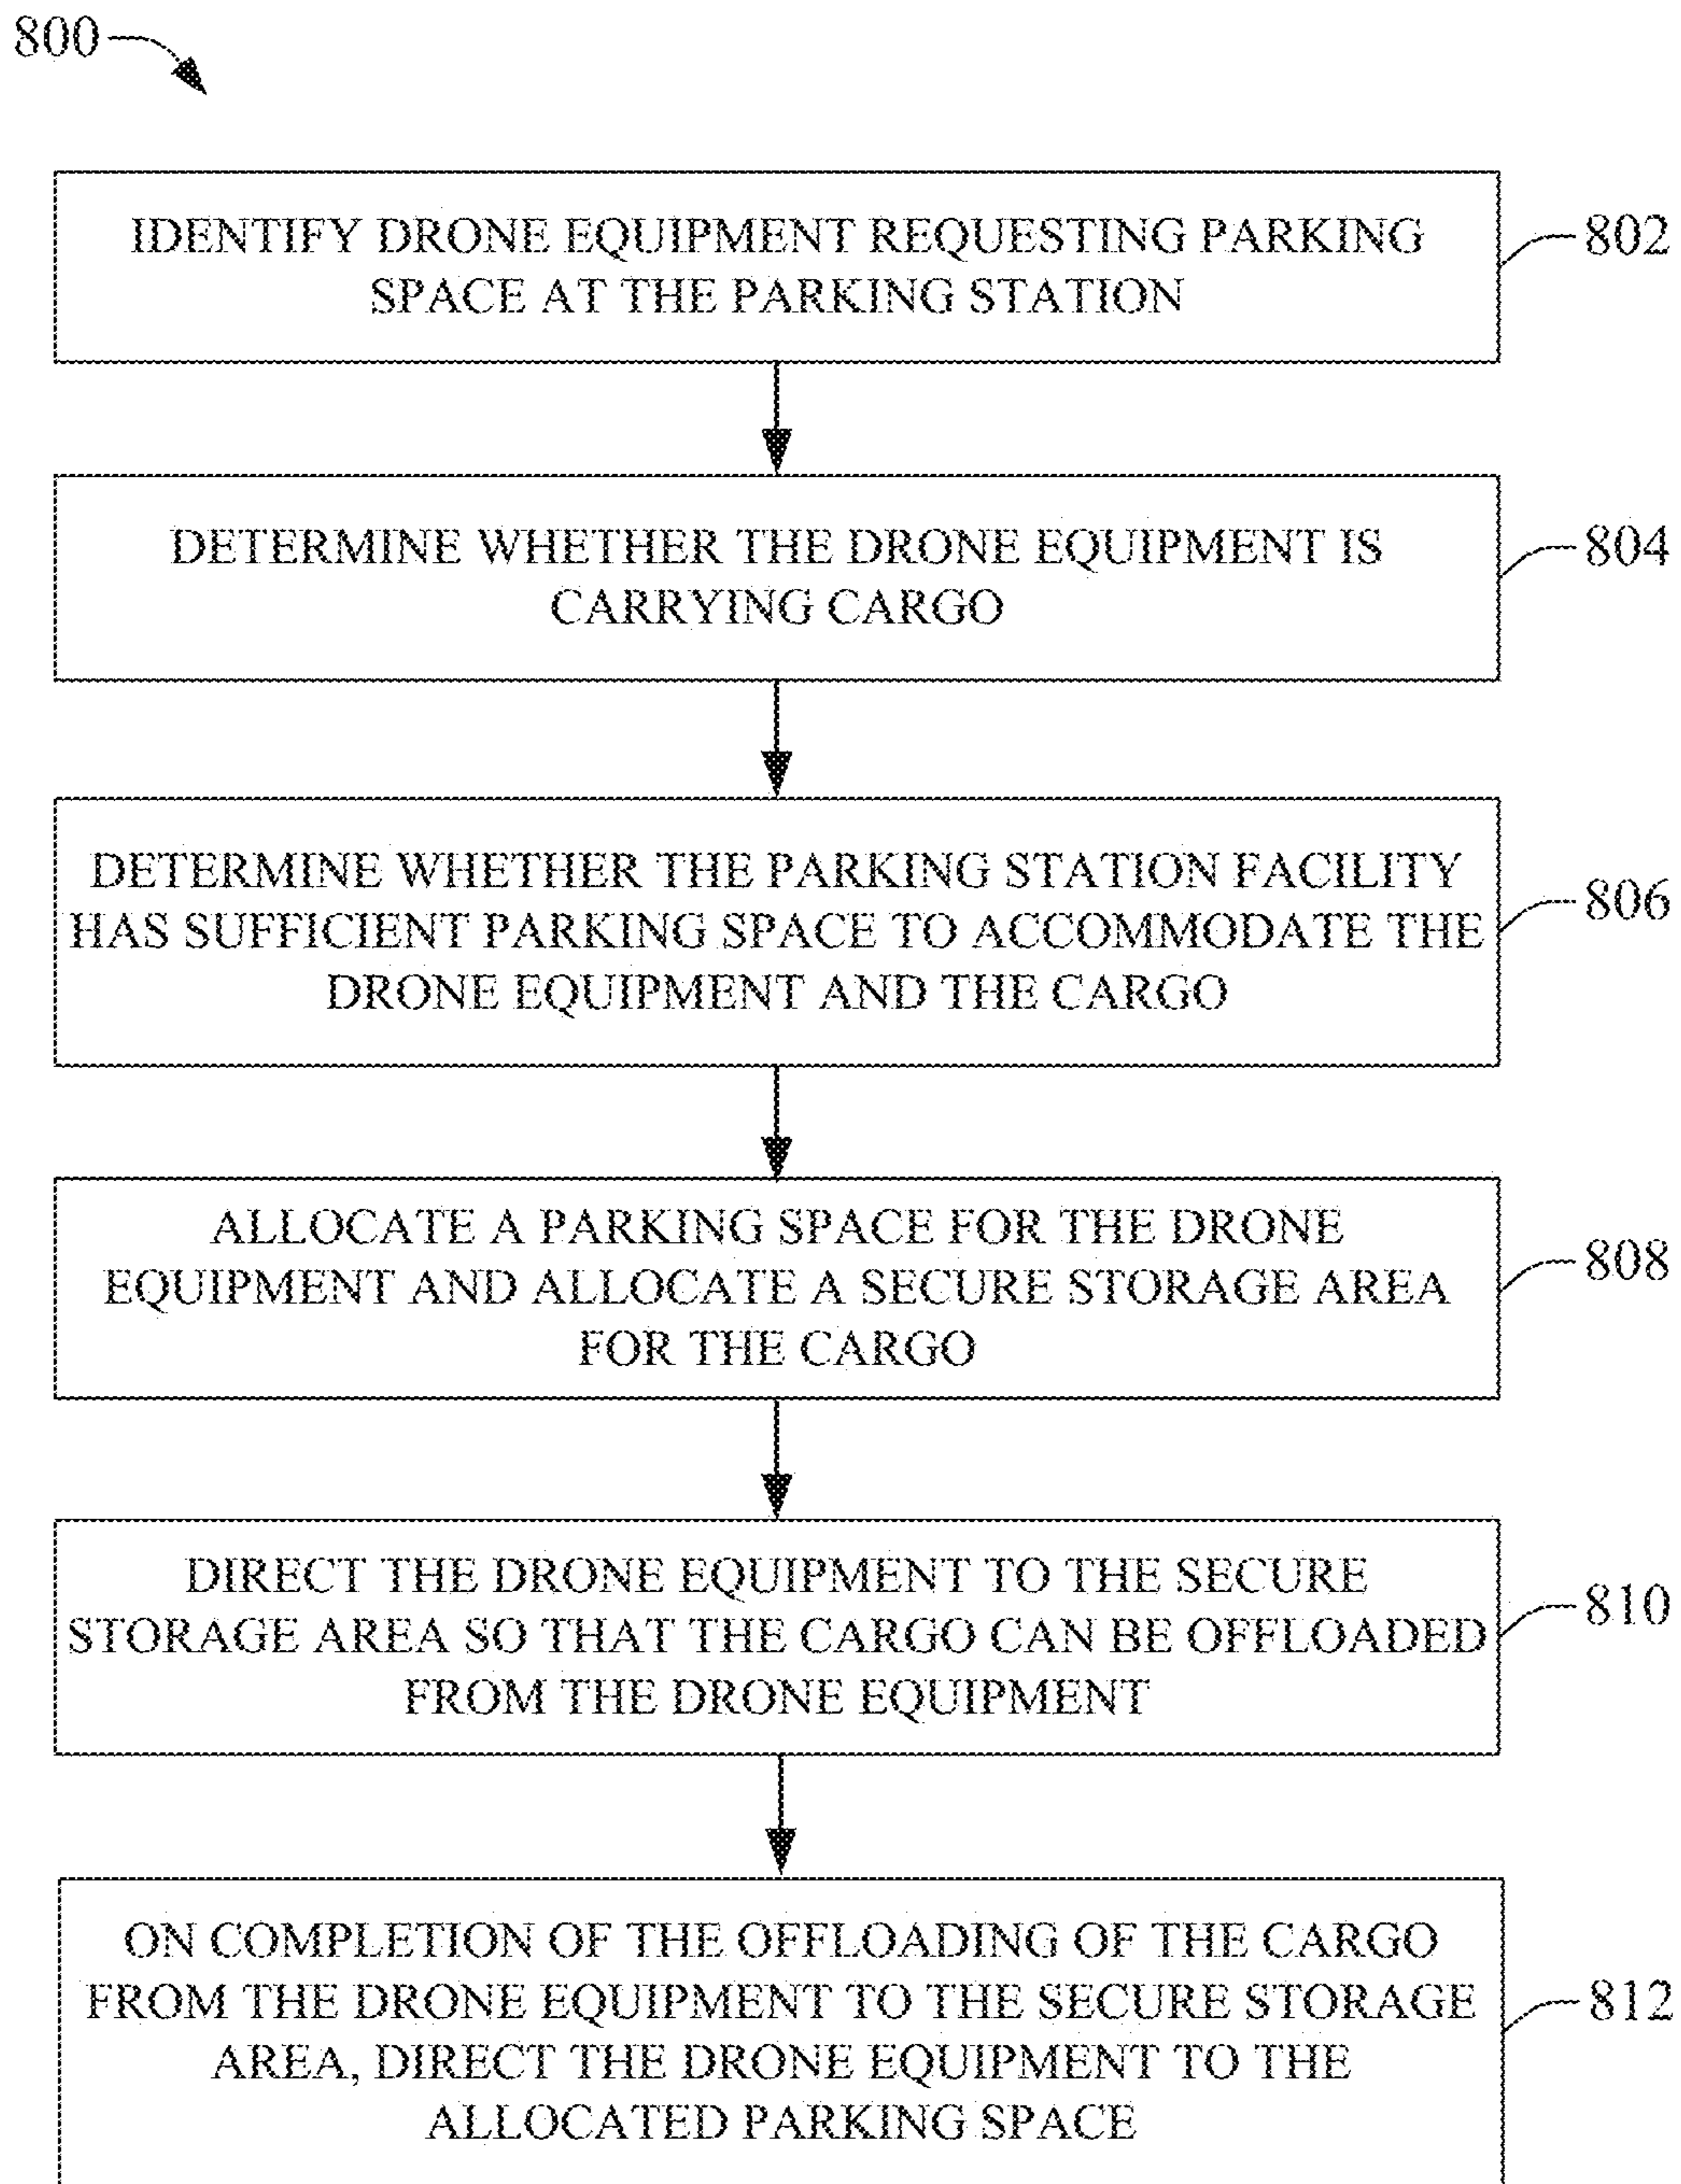 800
IDENTIFY DRONE EQUIPMENT REQUESTING PARKING
SPACE AT THE PARKING STATION
802
DETERMINE WHETHER THE DRONE EQUIPMENT IS
CARRYING CARGO
804
DETERMINE WHETHER THE PARKING STATION FACILITY
HAS SUFFICIENT PARKING SPACE TO ACCOMMODATE THE
DRONE EQUIPMENT AND THE CARGO
806
ALLOCATE A PARKING SPACE FOR THE DRONE
EQUIPMENT AND ALLOCATE A SECURE STORAGE AREA
FOR THE CARGO
808
DIRECT THE DRONE EQUIPMENT TO THE SECURE
STORAGE AREA SO THAT THE CARGO CAN BE OFFLOADED
FROM THE DRONE EQUIPMENT
810
ON COMPLETION OF THE OFFLOADING OF THE CARGO
FROM THE DRONE EQUIPMENT TO THE SECURE STORAGE
AREA, DIRECT THE DRONE EQUIPMENT TO THE
ALLOCATED PARKING SPACE
812